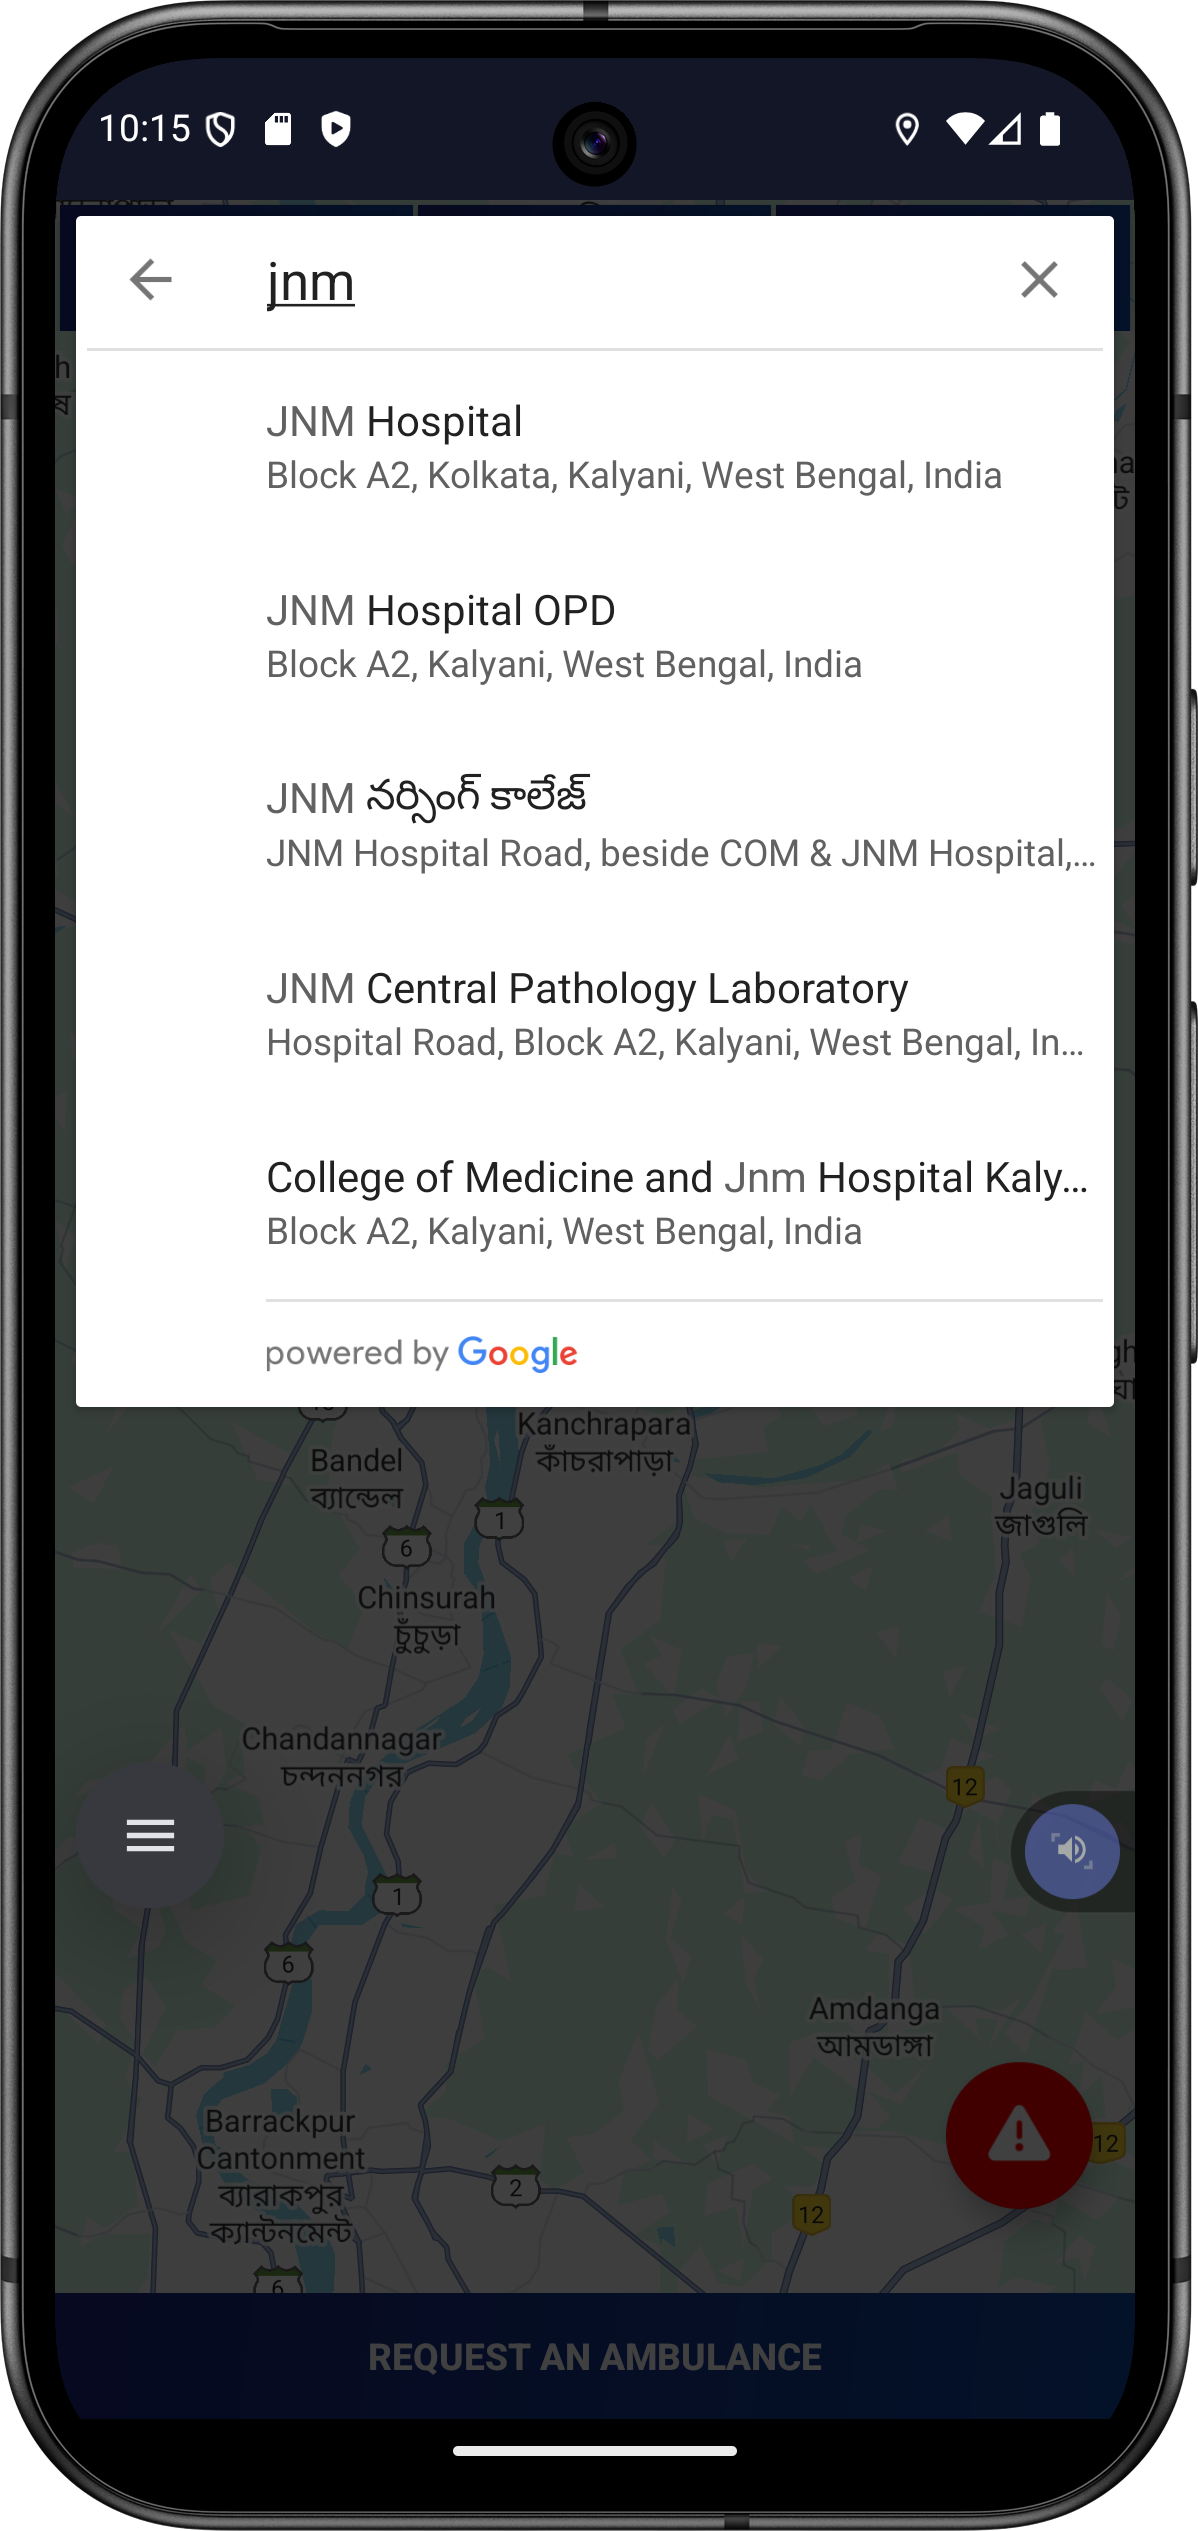 10:15
jnm
JNM Hospital
Block A2, Kolkata, Kalyani, West Bengal, India
JNM Hospital OPD
Block A2, Kalyani, West Bengal, India
JNM నర్సింగ్ కాలేజ్
JNM Hospital Road, beside COM & JNM Hospital,...
JNM Central Pathology Laboratory
Hospital Road, Block A2, Kalyani, West Bengal, In...
College of Medicine and Jnm Hospital Kaly...
Block A2, Kalyani, West Bengal, India
powered by Google
Kanchrapara
কাঁচরাপাড়া
Bandel
ব্যান্ডেল
Jaguli
জাগুলি
1
6
Chinsurah
চুঁচুড়া
Chandannagar
চন্দননগর
12
1
6
Amdanga
আমডাঙ্গা
Barrackpur
Cantonment
ব্যারাকপুর
ক্যান্টনমেন্ট
12
2
12
6
REQUEST AN AMBULANCE